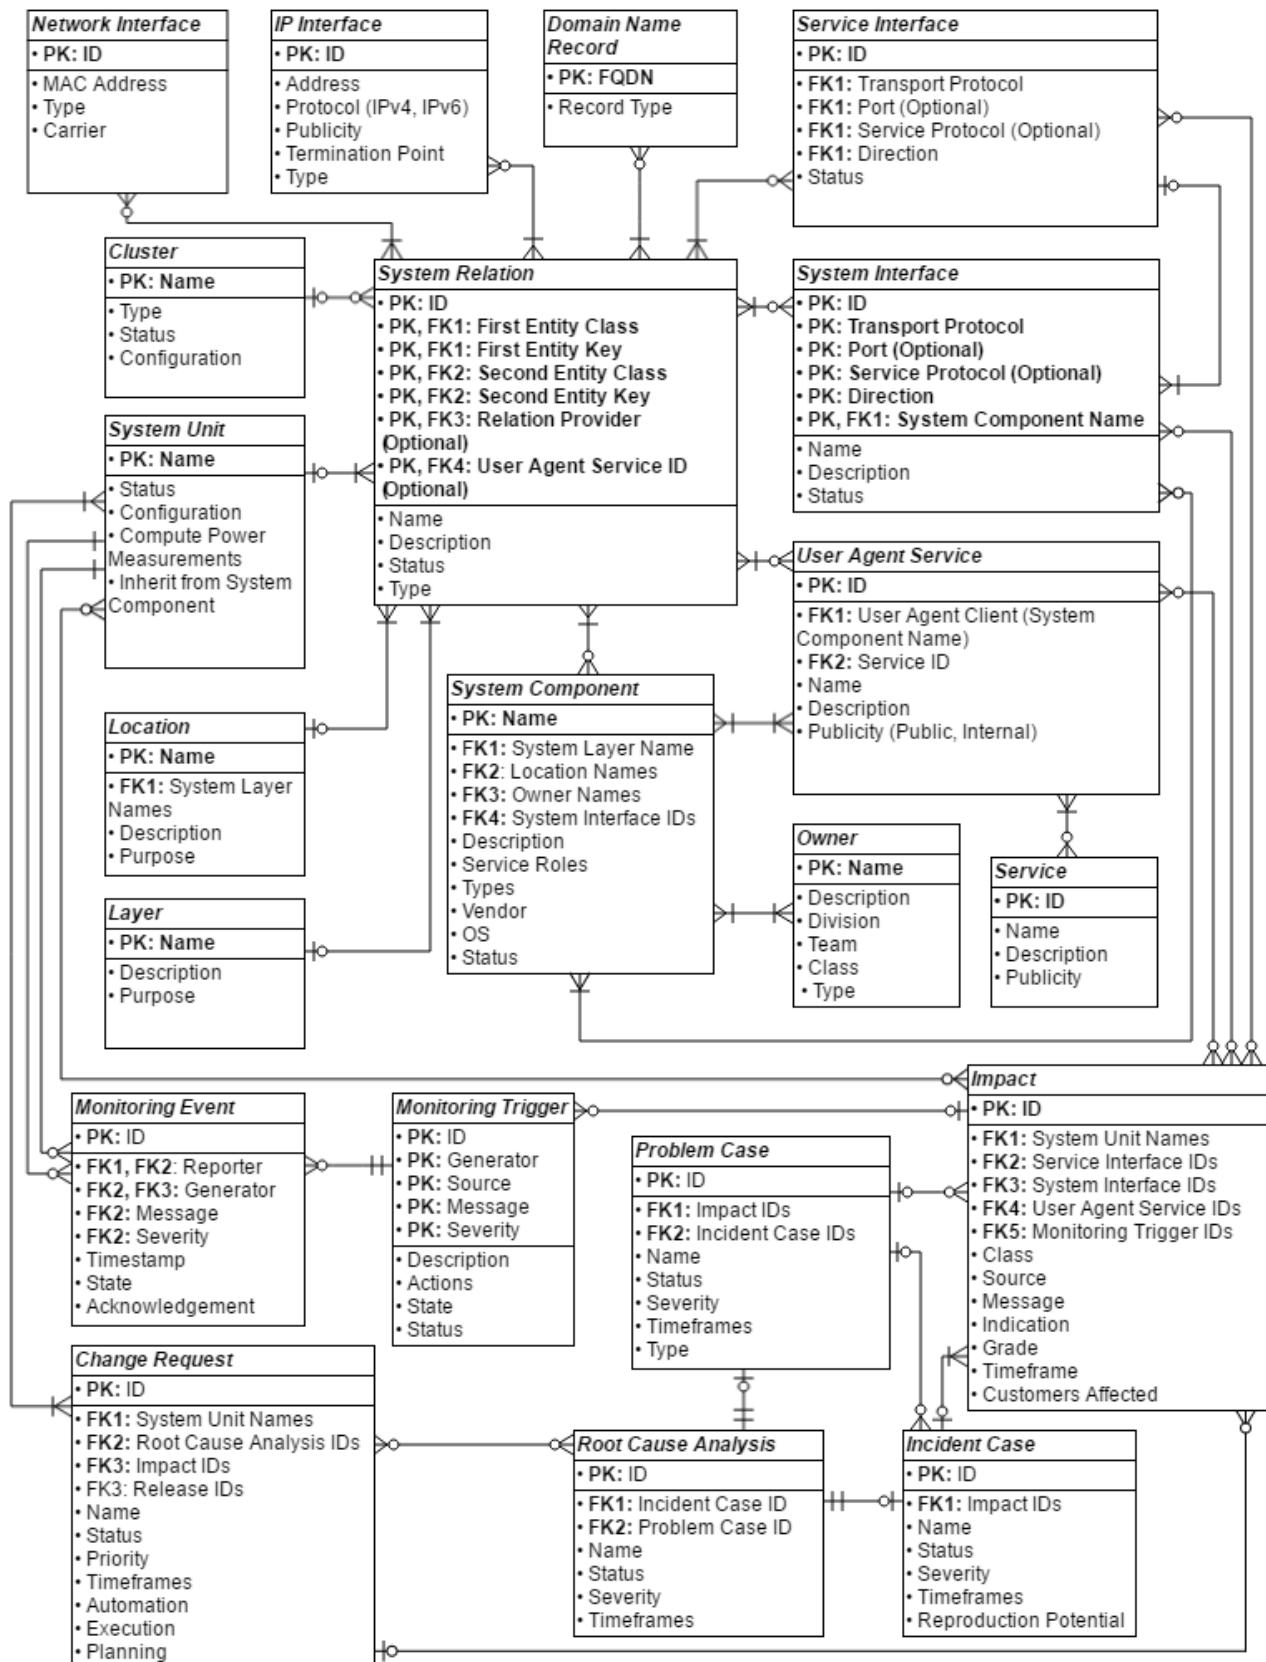 Network Interface
• PK: ID
• MAC Address
• Type
• Carrier
IP Interface
• PK: ID
• Address
• Protocol (IPv4, IPv6)
• Publicity
• Termination Point
• Type
Domain Name
Record
• PK: FQDN
• Record Type
Service Interface
• PK: ID
• FK1: Transport Protocol
• FK1: Port (Optional)
• FK1: Service Protocol (Optional)
• FK1: Direction
• Status
Cluster
• PK: Name
• Type
• Status
• Configuration
System Relation
• PK: ID
• PK, FK1: First Entity Class
• PK, FK1: First Entity Key
• PK, FK2: Second Entity Class
• PK, FK2: Second Entity Key
• PK, FK3: Relation Provider
(Optional)
• PK, FK4: User Agent Service ID
(Optional)
• Name
• Description
• Status
• Type
System Interface
• PK: ID
• PK: Transport Protocol
• PK: Port (Optional)
• PK: Service Protocol (Optional)
• PK: Direction
• PK, FK1: System Component Name
• Name
• Description
• Status
System Unit
• PK: Name
• Status
• Configuration
• Compute Power
Measurements
• Inherit from System
Component
User Agent Service
• PK: ID
• FK1: User Agent Client (System
Component Name)
• FK2: Service ID
• Name
• Description
• Publicity (Public, Internal)
Location
• PK: Name
• FK1: System Layer
Names
• Description
• Purpose
System Component
• PK: Name
• FK1: System Layer Name
• FK2: Location Names
• FK3: Owner Names
• FK4: System Interface IDs
• Description
• Service Roles
• Types
• Vendor
• OS
• Status
Owner
• PK: Name
• Description
• Division
• Team
• Class
• Type
Service
• PK: ID
• Name
• Description
• Publicity
Layer
• PK: Name
• Description
• Purpose
Impact
• PK: ID
• FK1: System Unit Names
• FK2: Service Interface IDs
• FK3: System Interface IDs
• FK4: User Agent Service IDs
• FK5: Monitoring Trigger IDs
• Class
• Source
• Message
• Indication
• Grade
• Timeframe
• Customers Affected
Monitoring Event
• PK: ID
• FK1, FK2: Reporter
• FK2, FK3: Generator
• FK2: Message
• FK2: Severity
• Timestamp
• State
• Acknowledgement
Monitoring Trigger
• PK: ID
• PK: Generator
• PK: Source
• PK: Message
• PK: Severity
• Description
• Actions
• State
• Status
Problem Case
• PK: ID
• FK1: Impact IDs
• FK2: Incident Case IDs
• Name
• Status
• Severity
• Timeframes
• Type
Change Request
• PK: ID
• FK1: System Unit Names
• FK2: Root Cause Analysis IDs
• FK3: Impact IDs
• FK3: Release IDs
• Name
• Status
• Priority
• Timeframes
• Automation
• Execution
• Planning
Root Cause Analysis
• PK: ID
• FK1: Incident Case ID
• FK2: Problem Case ID
• Name
• Status
• Severity
• Timeframes
Incident Case
• PK: ID
• FK1: Impact IDs
• Name
• Status
• Severity
• Timeframes
• Reproduction Potential